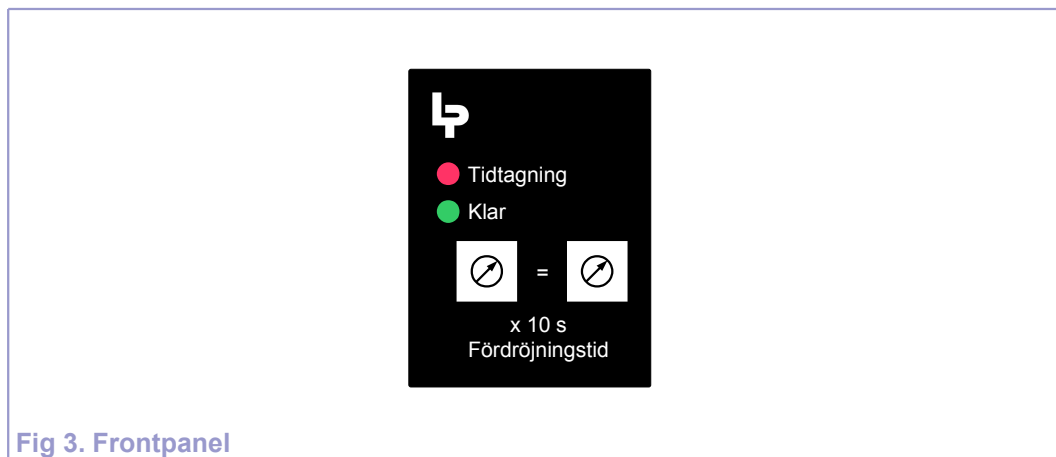 Tidtagning
Klar
=
x 10 s
Fördröjningstid
Fig 3. Frontpanel